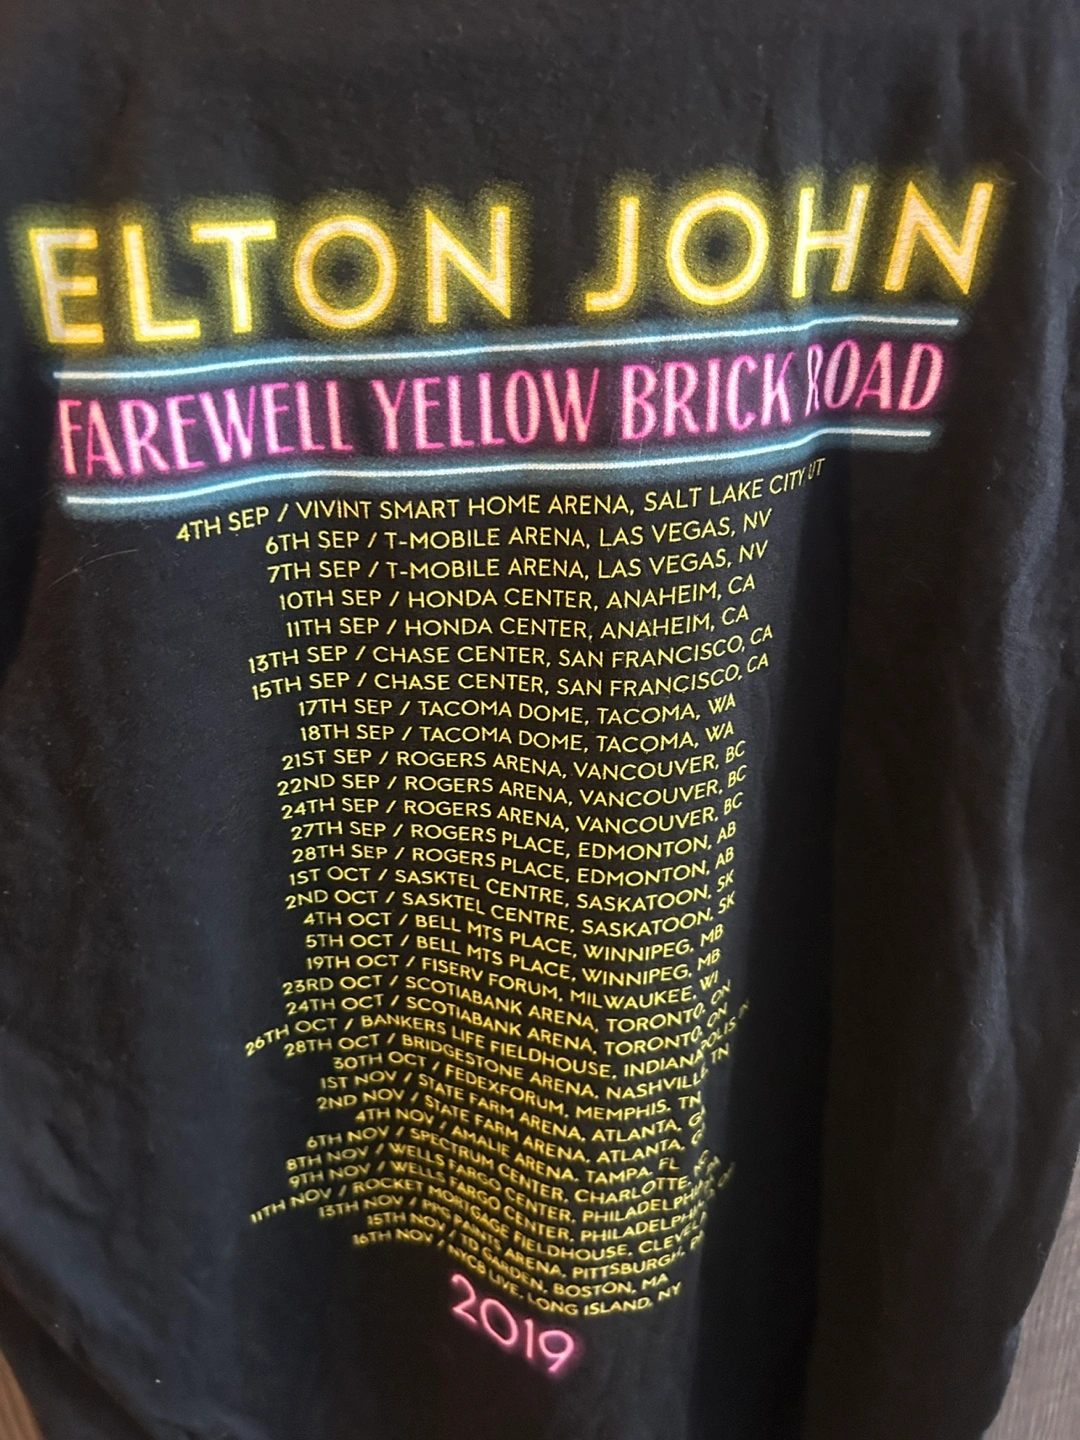 ELTON JOHN
FAREWELL YELLOW BRICK ROAD
4TH SEP / VIVINT SMART HOME ARENA, SALT LAKE CITY UT
6TH SEP / T-MOBILE ARENA, LAS VEGAS, NV
7TH SEP / T-MOBILE ARENA, LAS VEGAS, NV
10TH SEP / HONDA CENTER, ANAHEIM, CA
11TH SEP / HONDA CENTER, ANAHEIM, CA
13TH SEP / CHASE CENTER, SAN FRANCISCO, CA
15TH SEP / CHASE CENTER, SAN FRANCISCO, CA
17TH SEP / TACOMA DOME, TACOMA, WA
18TH SEP / TACOMA DOME, TACOMA, WA
21ST SEP / ROGERS ARENA, VANCOUVER, BC
22ND SEP / ROGERS ARENA, VANCOUVER, BC
24TH SEP / ROGERS ARENA, VANCOUVER, BC
27TH SEP / ROGERS PLACE, EDMONTON, AB
28TH SEP / ROGERS PLACE, EDMONTON, AB
1ST OCT / SASKTEL CENTRE, SASKATOON, SK
2ND OCT / SASKTEL CENTRE, SASKATOON, SK
4TH OCT / BELL MTS PLACE, WINNIPEG, MB
5TH OCT / BELL MTS PLACE, WINNIPEG, MB
19TH OCT / FISERV FORUM, MILWAUKEE, WI
23RD OCT / SCOTIABANK ARENA, TORONTO, ON
24TH OCT / SCOTIABANK ARENA, TORONTO, ON
26TH OCT / BANKERS LIFE FIELDHOUSE, INDIANAPOLIS
28TH OCT / BRIDGESTONE ARENA, NASHVILLE TN
30TH OCT / FEDEXFORUM, MEMPHIS, TN
1ST NOV / STATE FARM ARENA, ATLANTA,
2ND NOV / STATE FARM ARENA, ATLANTA,
4TH NOV / AMALIE ARENA, TAMPA, FL
6TH NOV / SPECTRUM CENTER, CHARLOTTE, NC
8TH NOV / WELLS FARGO CENTER, PHILADELPHIA
9TH NOV / WELLS FARGO CENTER, PHILADELPHIA
11TH NOV / ROCKET MORTGAGE FIELDHOUSE, CLEVELAND
13TH NOV / PPG PAINTS ARENA, PITTSBURGH,
15TH NOV / TD GARDEN, BOSTON, MA
16TH NOV / NYCB LIVE, LONG ISLAND, NY
2019